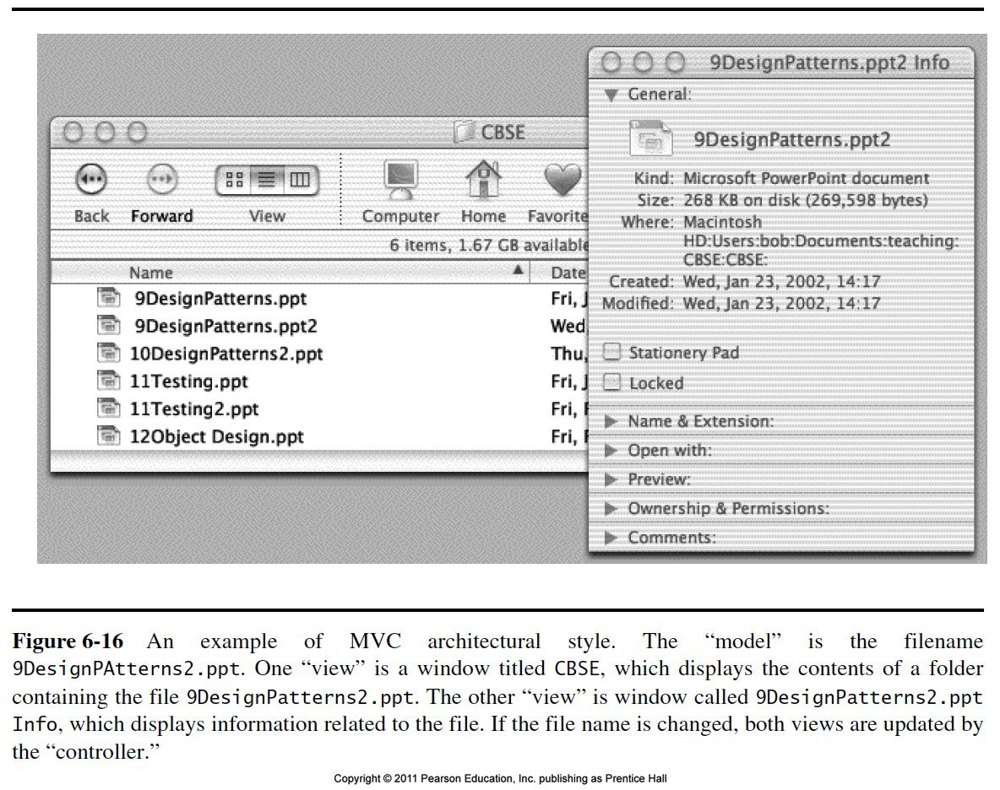 CBSE
Back Forward View Computer Home Favorite
6 items, 1.67 GB available
Name Date
9DesignPatterns.ppt Fri, J
9DesignPatterns.ppt2 Wed,
10DesignPatterns2.ppt Thu,
11Testing.ppt Fri, J
11Testing2.ppt Fri, F
12Object Design.ppt Fri, F
9DesignPatterns.ppt2 Info
General:
9DesignPatterns.ppt2
Kind: Microsoft PowerPoint document
Size: 268 KB on disk (269,598 bytes)
Where: Macintosh
HD:Users:bob:Documents:teaching:
CBSE:CBSE:
Created: Wed, Jan 23, 2002, 14:17
Modified: Wed, Jan 23, 2002, 14:17
Stationery Pad
Locked
Name & Extension:
Open with:
Preview:
Ownership & Permissions:
Comments:
Figure 6-16 An example of MVC architectural style. The “model” is the filename
9DesignPAtterns2.ppt. One “view” is a window titled CBSE, which displays the contents of a folder
containing the file 9DesignPatterns2.ppt. The other “view” is window called 9DesignPatterns2.ppt
Info, which displays information related to the file. If the file name is changed, both views are updated by
the “controller.”
Copyright © 2011 Pearson Education, Inc. publishing as Prentice Hall